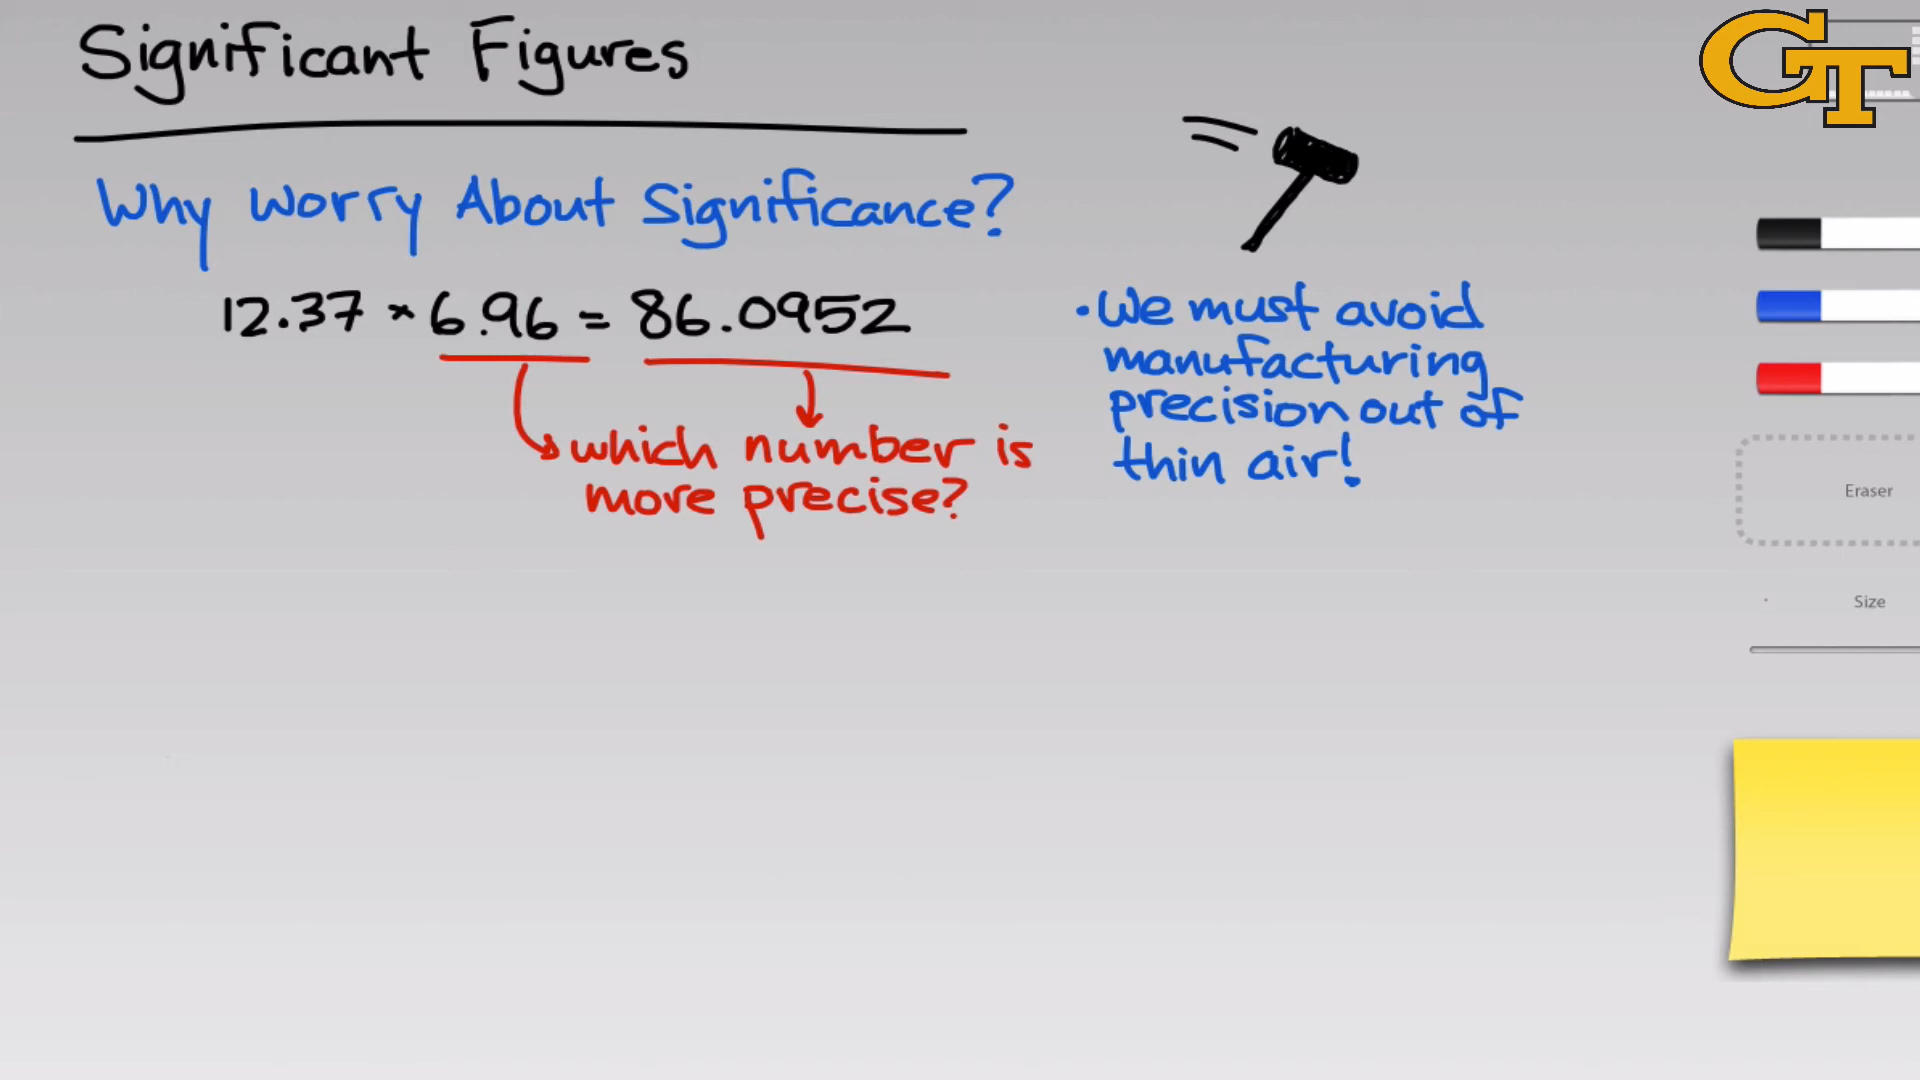 Significant Figures
GT
Why Worry About Significance?
12.37 × 6.96 = 86.0952
which number is
more precise?
• We must avoid
manufacturing
precision out of
thin air!
Eraser
Size